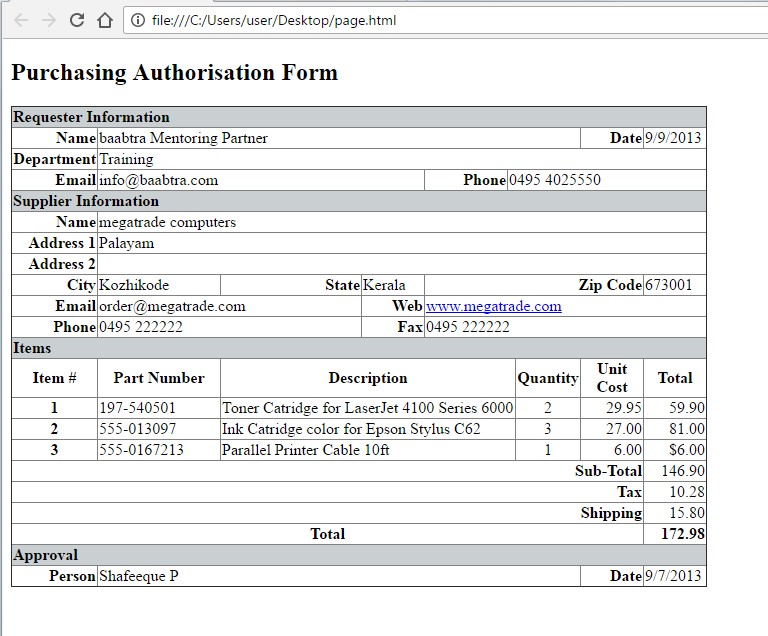 file:///C:/Users/user/Desktop/page.html
Purchasing Authorisation Form
Requester Information
Name baabtra Mentoring Partner Date 9/9/2013
Department Training
Email info@baabtra.com Phone 0495 4025550
Supplier Information
Name megatrade computers
Address 1 Palayam
Address 2
City Kozhikode State Kerala Zip Code 673001
Email order@megatrade.com Web www.megatrade.com
Phone 0495 222222 Fax 0495 222222
Items
Item # Part Number Description Quantity Unit Cost Total
1 197-540501 Toner Catridge for LaserJet 4100 Series 6000 2 29.95 59.90
2 555-013097 Ink Catridge color for Epson Stylus C62 3 27.00 81.00
3 555-0167213 Parallel Printer Cable 10ft 1 6.00 $6.00
Sub-Total 146.90
Tax 10.28
Shipping 15.80
Total 172.98
Approval
Person Shafeeque P Date 9/7/2013